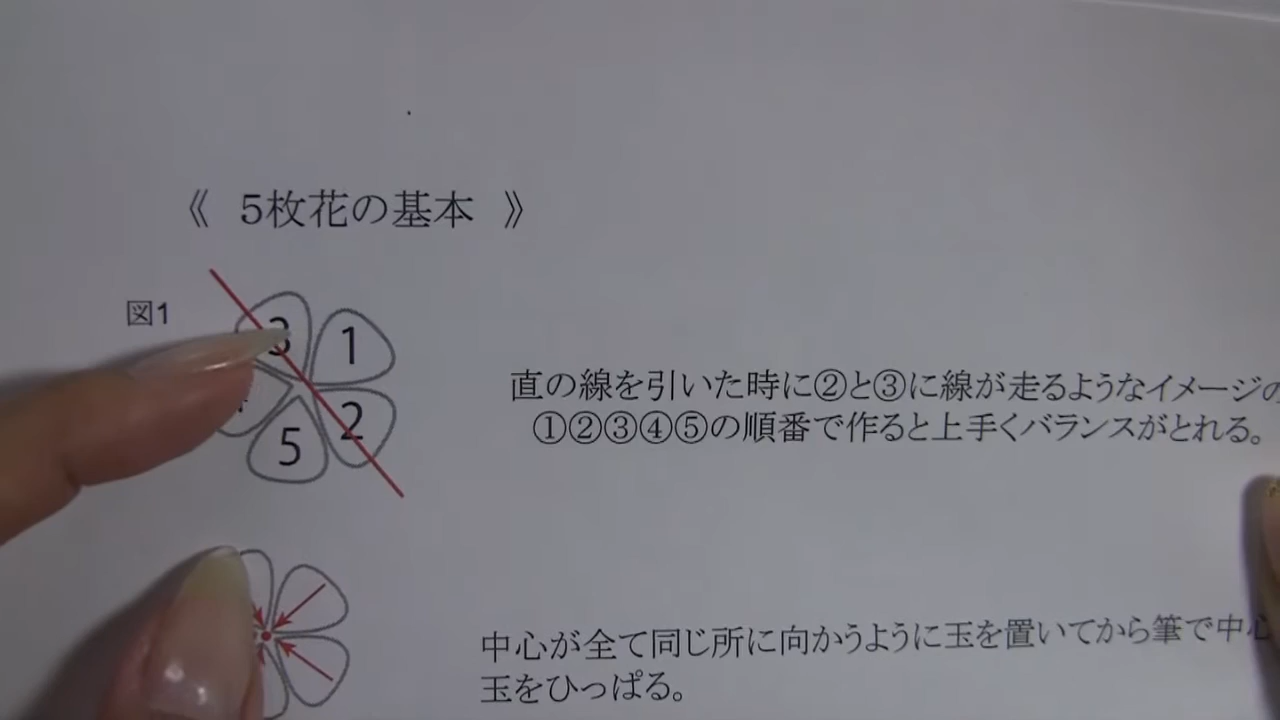 《 5枚花の基本 》
図1
3 1
2
5
直の線を引いた時に②と③に線が走るようなイメージの
①②③④⑤の順番で作ると上手くバランスがとれる。
中心が全て同じ所に向かうように玉を置いてから筆で中心
玉をひっぱる。